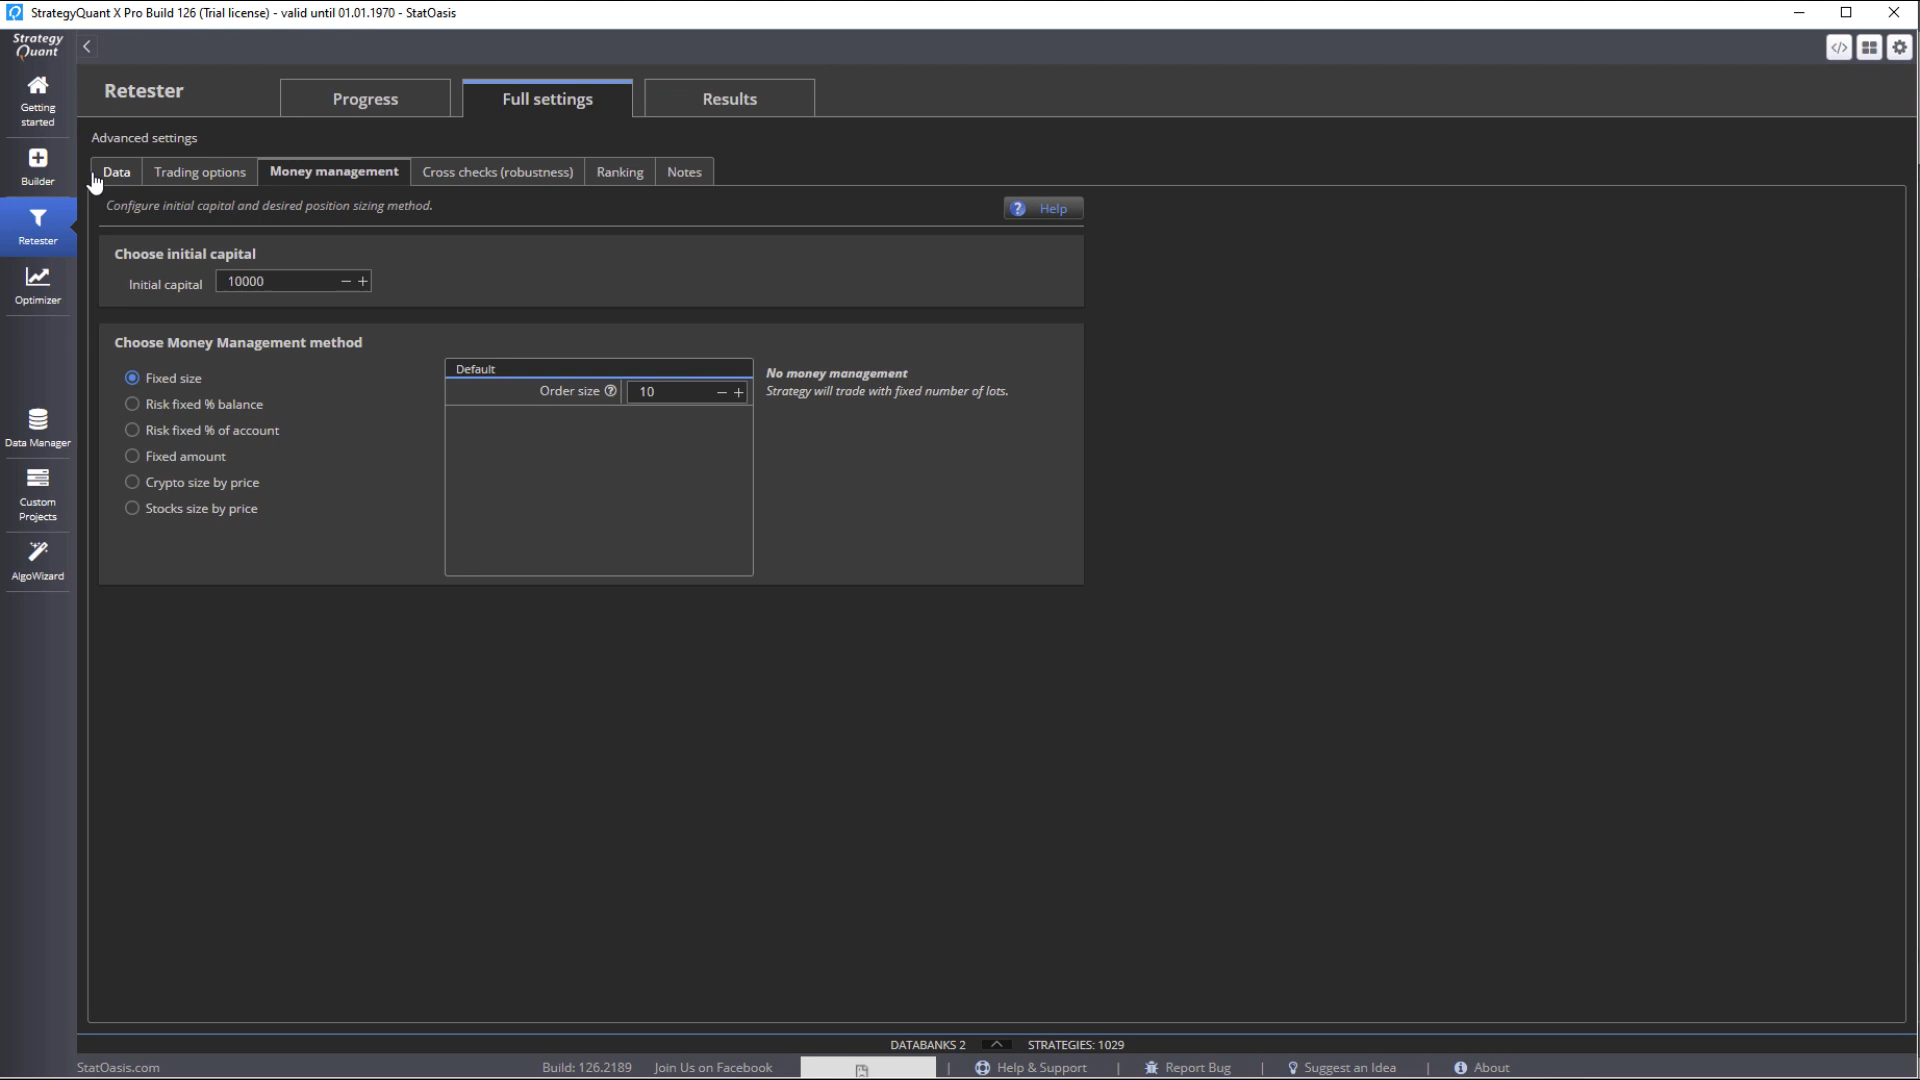 StrategyQuant X Pro Build 126 (Trial license) - valid until 01.01.1970 - StatOasis
Strategy
Quant
Retester
Progress
Full settings
Results
Getting
started
Builder
Retester
Optimizer
Data Manager
Custom
Projects
AlgoWizard
Advanced settings
Data
Trading options
Money management
Cross checks (robustness)
Ranking
Notes
Configure initial capital and desired position sizing method.
? Help
Choose initial capital
Initial capital 10000 − +
Choose Money Management method
Fixed size
Risk fixed % balance
Risk fixed % of account
Fixed amount
Crypto size by price
Stocks size by price
Default
Order size ? 10 − +
No money management
Strategy will trade with fixed number of lots.
DATABANKS 2 STRATEGIES: 1029
StatOasis.com Build: 126.2189 Join Us on Facebook | Help & Support | Report Bug | Suggest an Idea | About